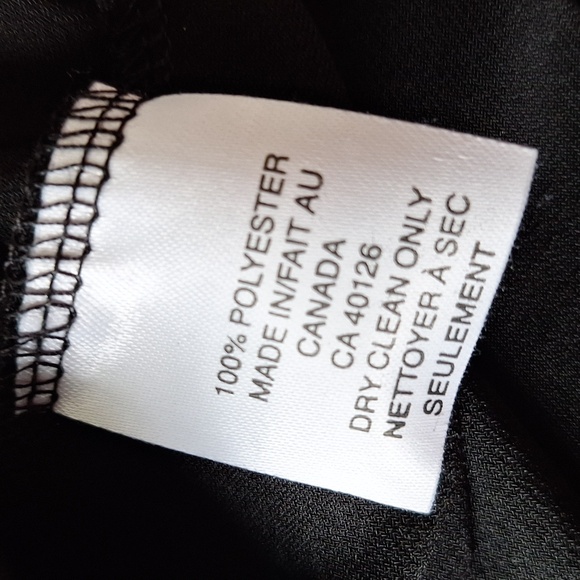 100% POLYESTER
MADE IN/FAIT AU
CANADA
CA 40126
DRY CLEAN ONLY
NETTOYER À SEC
SEULEMENT